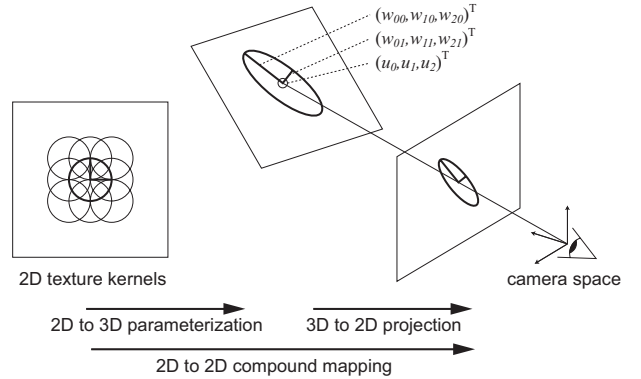 (w₀₀,w₁₀,w₂₀)ᵀ
(w₀₁,w₁₁,w₂₁)ᵀ
(u₀,u₁,u₂)ᵀ
2D texture kernels
camera space
2D to 3D parameterization
3D to 2D projection
2D to 2D compound mapping